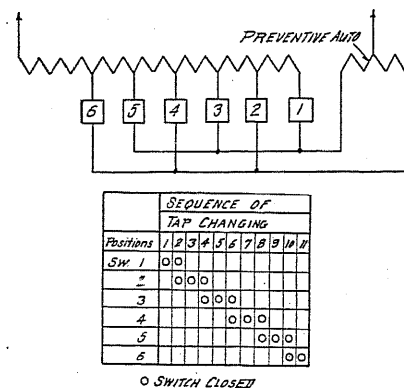 PREVENTIVE AUTO
6 5 4 3 2 1
SEQUENCE OF
TAP CHANGING
Positions 1 2 3 4 5 6 7 8 9 10 11
SW. 1 O O
2 O O O
3 O O O
4 O O O
5 O O O
6 O O
O SWITCH CLOSED